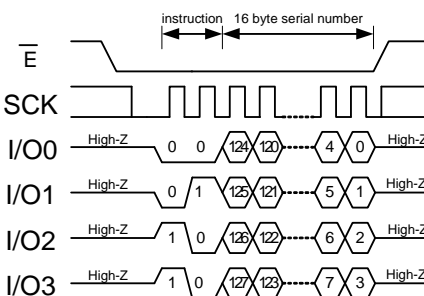 instruction 16 byte serial number
E
SCK
I/O0 High-Z 0 0 124 120 4 0 High-Z
I/O1 High-Z 0 1 125 121 5 1 High-Z
I/O2 High-Z 1 0 126 122 6 2 High-Z
I/O3 High-Z 1 0 127 123 7 3 High-Z